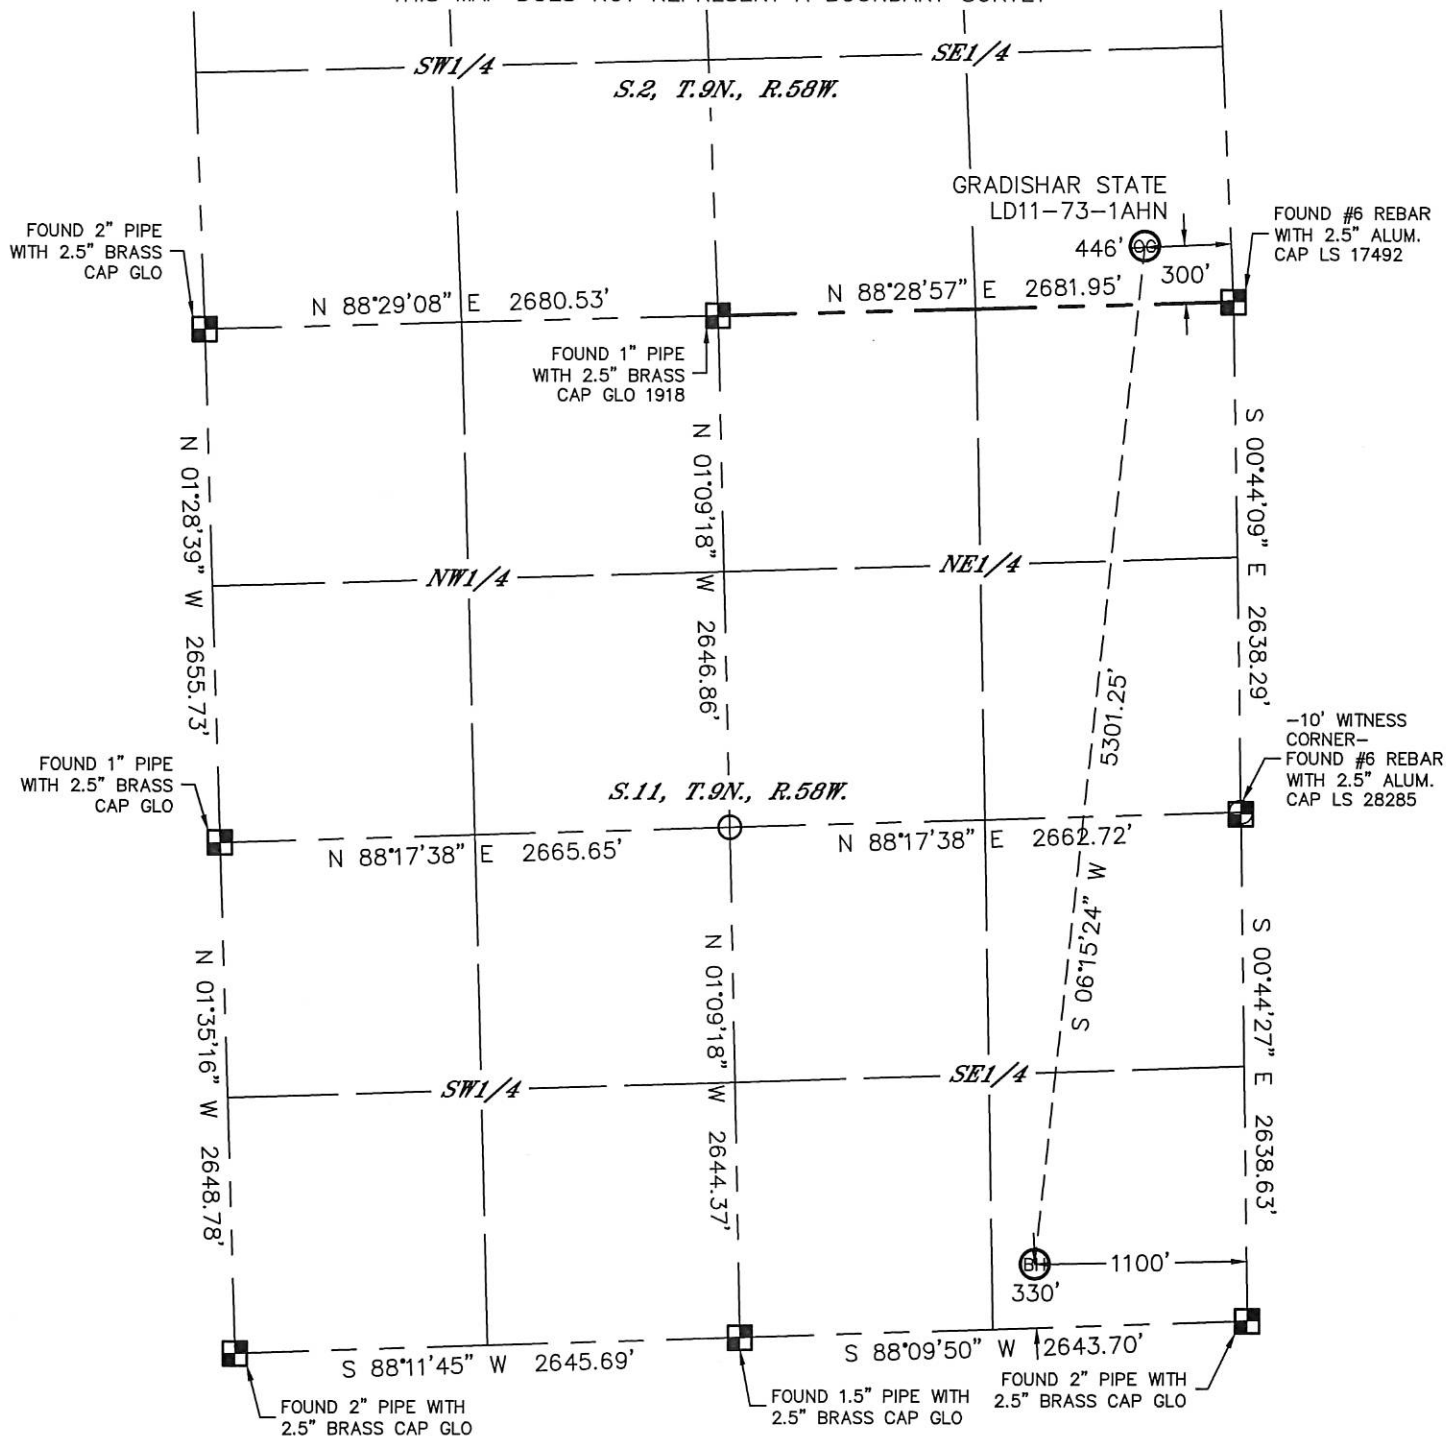 SW1/4
SE1/4
S.2, T.9N., R.58W.
GRADISHAR STATE
LD11-73-1AHN
446'
OG
300'
FOUND 2" PIPE
WITH 2.5" BRASS
CAP GLO
FOUND #6 REBAR
WITH 2.5" ALUM.
CAP LS 17492
N 88°29'08" E 2680.53'
N 88°28'57" E 2681.95'
FOUND 1" PIPE
WITH 2.5" BRASS
CAP GLO 1918
N 01°28'39" W 2655.73'
N 01°09'18" W 2646.86'
S 00°44'09" E 2638.29'
NW1/4
NE1/4
5301.25'
S 06°15'24" W
FOUND 1" PIPE
WITH 2.5" BRASS
CAP GLO
S.11, T.9N., R.58W.
-10' WITNESS
CORNER-
FOUND #6 REBAR
WITH 2.5" ALUM.
CAP LS 28285
N 88°17'38" E 2665.65'
N 88°17'38" E 2662.72'
N 01°35'16" W 2648.78'
N 01°09'18" W 2644.37'
S 00°44'27" E 2638.63'
SW1/4
SE1/4
BH
1100'
330'
S 88°11'45" W 2645.69'
S 88°09'50" W 2643.70'
FOUND 2" PIPE WITH
2.5" BRASS CAP GLO
FOUND 1.5" PIPE WITH
2.5" BRASS CAP GLO
FOUND 2" PIPE WITH
2.5" BRASS CAP GLO